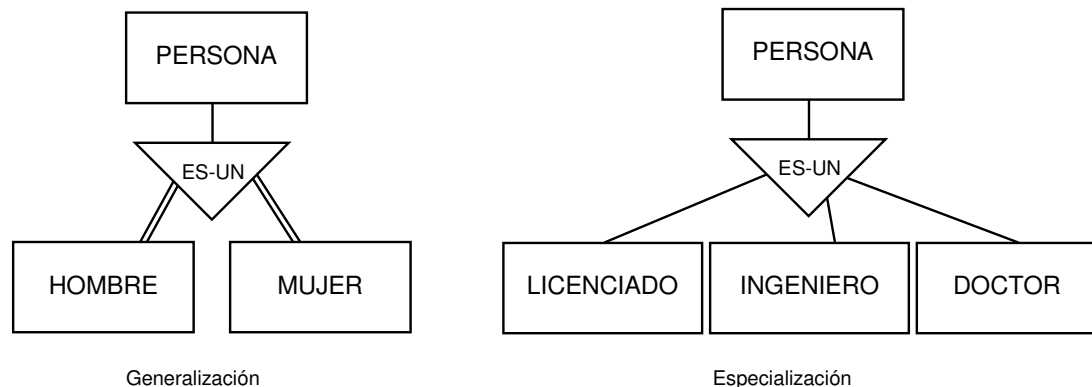 PERSONA
ES-UN
HOMBRE
MUJER
Generalización
PERSONA
ES-UN
LICENCIADO
INGENIERO
DOCTOR
Especialización